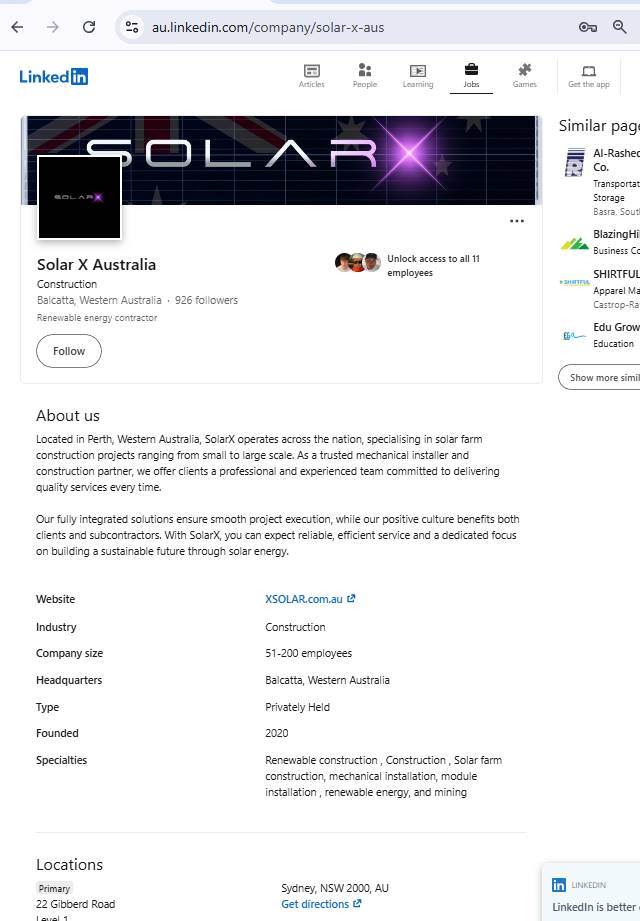 au.linkedin.com/company/solar-x-aus
Linkedin
Articles
People
Learning
Jobs
Games
Get the app
SOLARX
SOLARX
Solar X Australia
Construction
Balcatta, Western Australia · 926 followers
Renewable energy contractor
Unlock access to all 11
employees
Follow
About us
Located in Perth, Western Australia, SolarX operates across the nation, specialising in solar farm
construction projects ranging from small to large scale. As a trusted mechanical installer and
construction partner, we offer clients a professional and experienced team committed to delivering
quality services every time.
Our fully integrated solutions ensure smooth project execution, while our positive culture benefits both
clients and subcontractors. With SolarX, you can expect reliable, efficient service and a dedicated focus
on building a sustainable future through solar energy.
Website XSOLAR.com.au
Industry Construction
Company size 51-200 employees
Headquarters Balcatta, Western Australia
Type Privately Held
Founded 2020
Specialties Renewable construction , Construction , Solar farm
construction, mechanical installation, module
installation , renewable energy, and mining
Locations
Primary
22 Gibberd Road
Level 1
Sydney, NSW 2000, AU
Get directions
Similar page
Al-Rashed
Co.
Transportat
Storage
Basra, Sout
BlazingHil
Business Co
SHIRTFUL
SHIRTFUL
Apparel Ma
Castrop-Ra
Edu Grow
Education
Show more simil
in LINKEDIN
LinkedIn is better